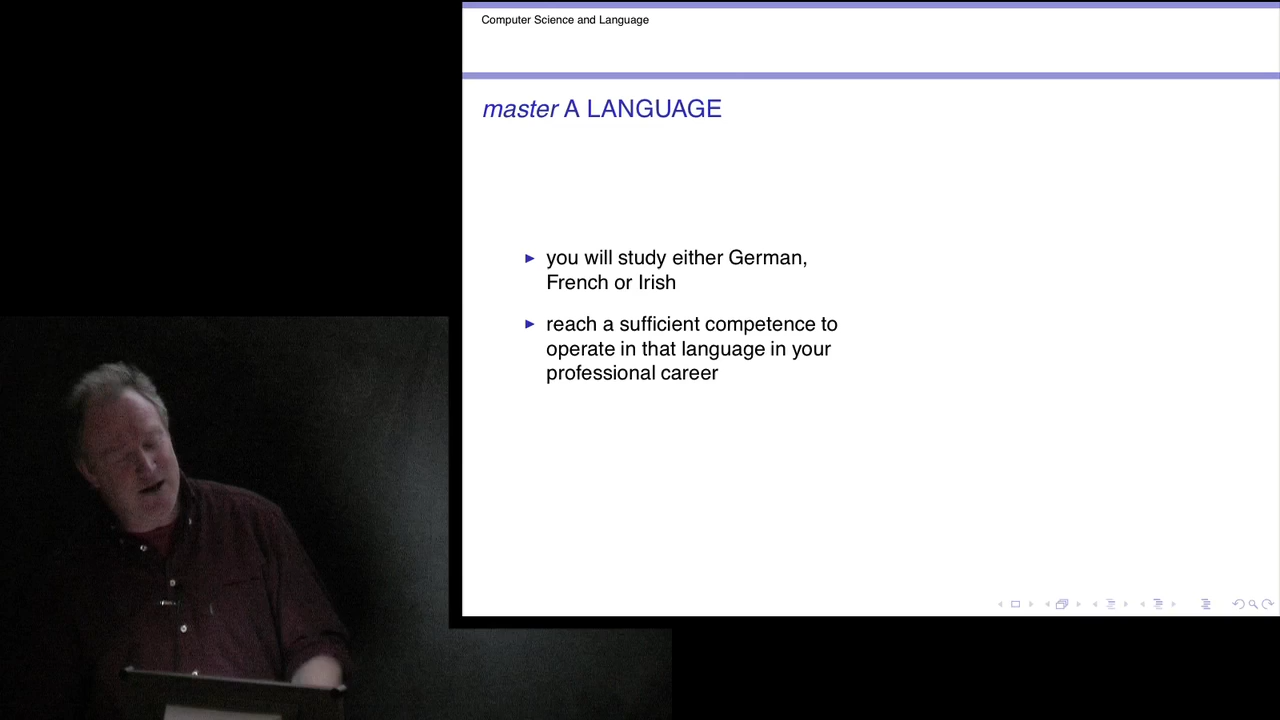 Computer Science and Language
master A LANGUAGE
you will study either German,
French or Irish
reach a sufficient competence to
operate in that language in your
professional career